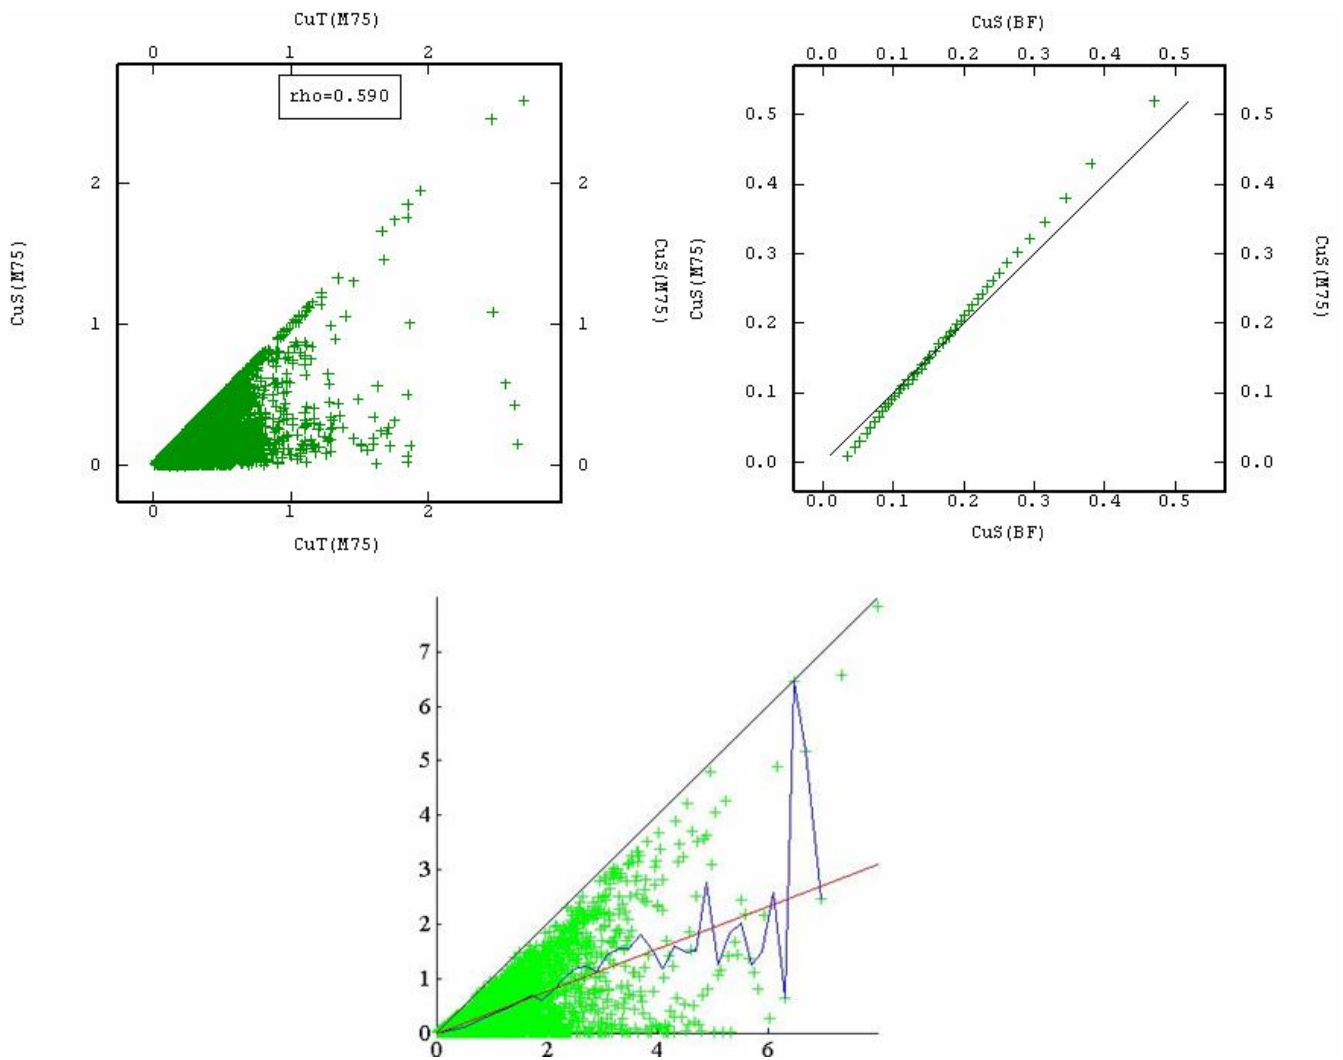 CuT(M75)
0 1 2
rho=0.590
2 2
1 1
0 0
CuS(M75)
CuS(M75)
0 1 2
CuT(M75)
CuS(BF)
0.0 0.1 0.2 0.3 0.4 0.5
0.5 0.5
0.4 0.4
0.3 0.3
0.2 0.2
0.1 0.1
0.0 0.0
CuS(M75)
CuS(M75)
0.0 0.1 0.2 0.3 0.4 0.5
CuS(BF)
7
6
5
4
3
2
1
0
0 2 4 6